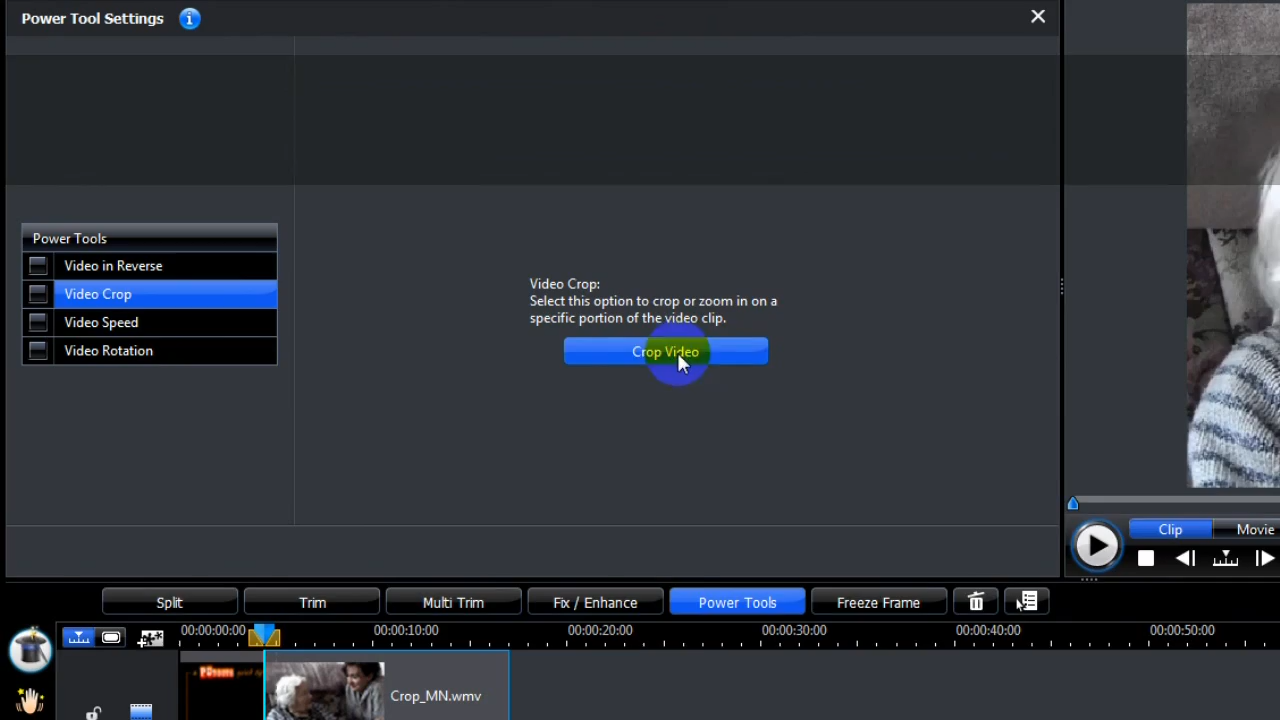 Power Tool Settings
Power Tools
Video in Reverse
Video Crop
Video Speed
Video Rotation
Video Crop:
Select this option to crop or zoom in on a
specific portion of the video clip.
Crop Video
Clip
Movie
Split
Trim
Multi Trim
Fix / Enhance
Power Tools
Freeze Frame
00:00:00:00
00:00:10:00
00:00:20:00
00:00:30:00
00:00:40:00
00:00:50:00
Crop_MN.wmv